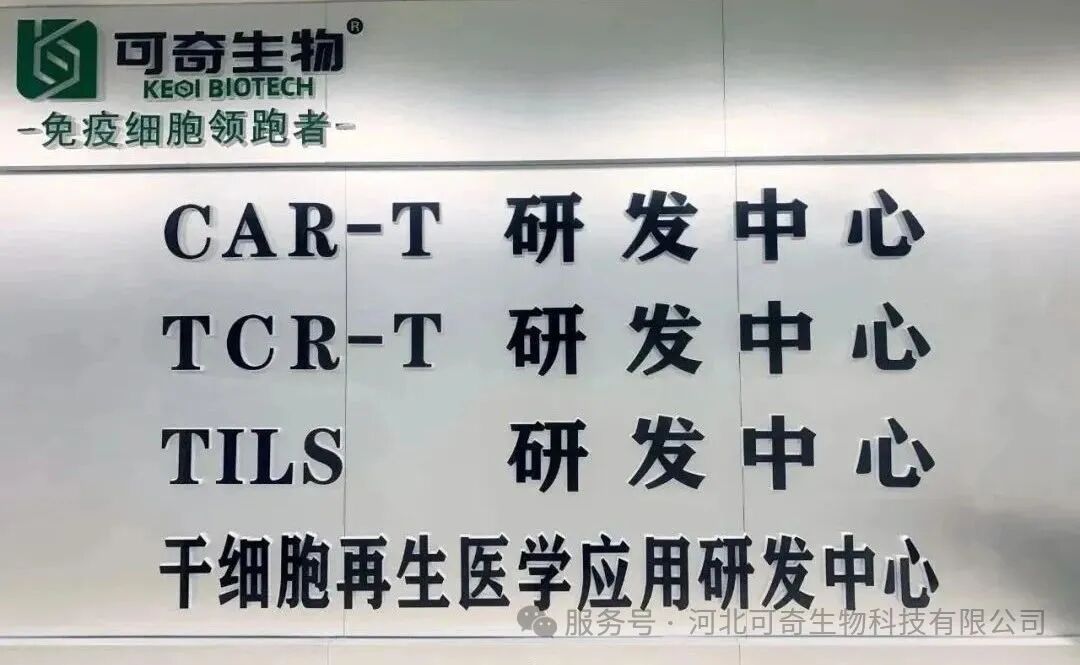 可奇生物®
KEQI BIOTECH
-免疫细胞领跑者-
CAR-T 研发中心
TCR-T 研发中心
TILS 研发中心
干细胞再生医学应用研发中心
服务号·河北可奇生物科技有限公司